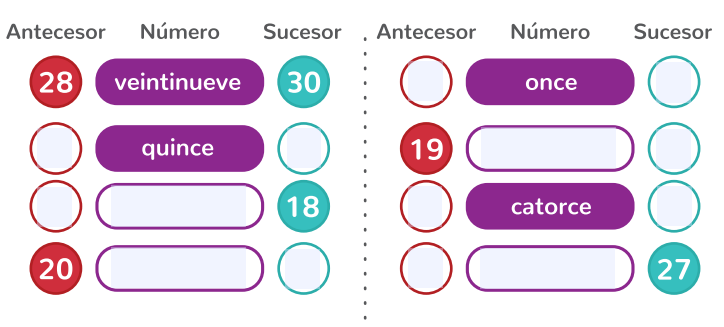 Antecesor Número Sucesor
28 veintinueve 30
quince
18
20
Antecesor Número Sucesor
once
19
catorce
27